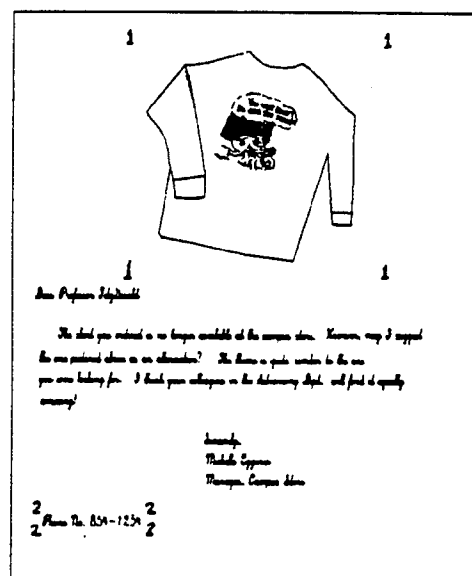 1 1
1 1
Dear Professor
The shirt you ordered is no longer available at the campus store. However, may I suggest
the one pictured above as an alternative? The theme is quite similar to the one
you were looking for. I think your colleagues in the Astronomy Dept. will find it equally
amusing!
Sincerely,
Michele
Manager, Campus Store
2 2
Phone No. 834-1234
2 2